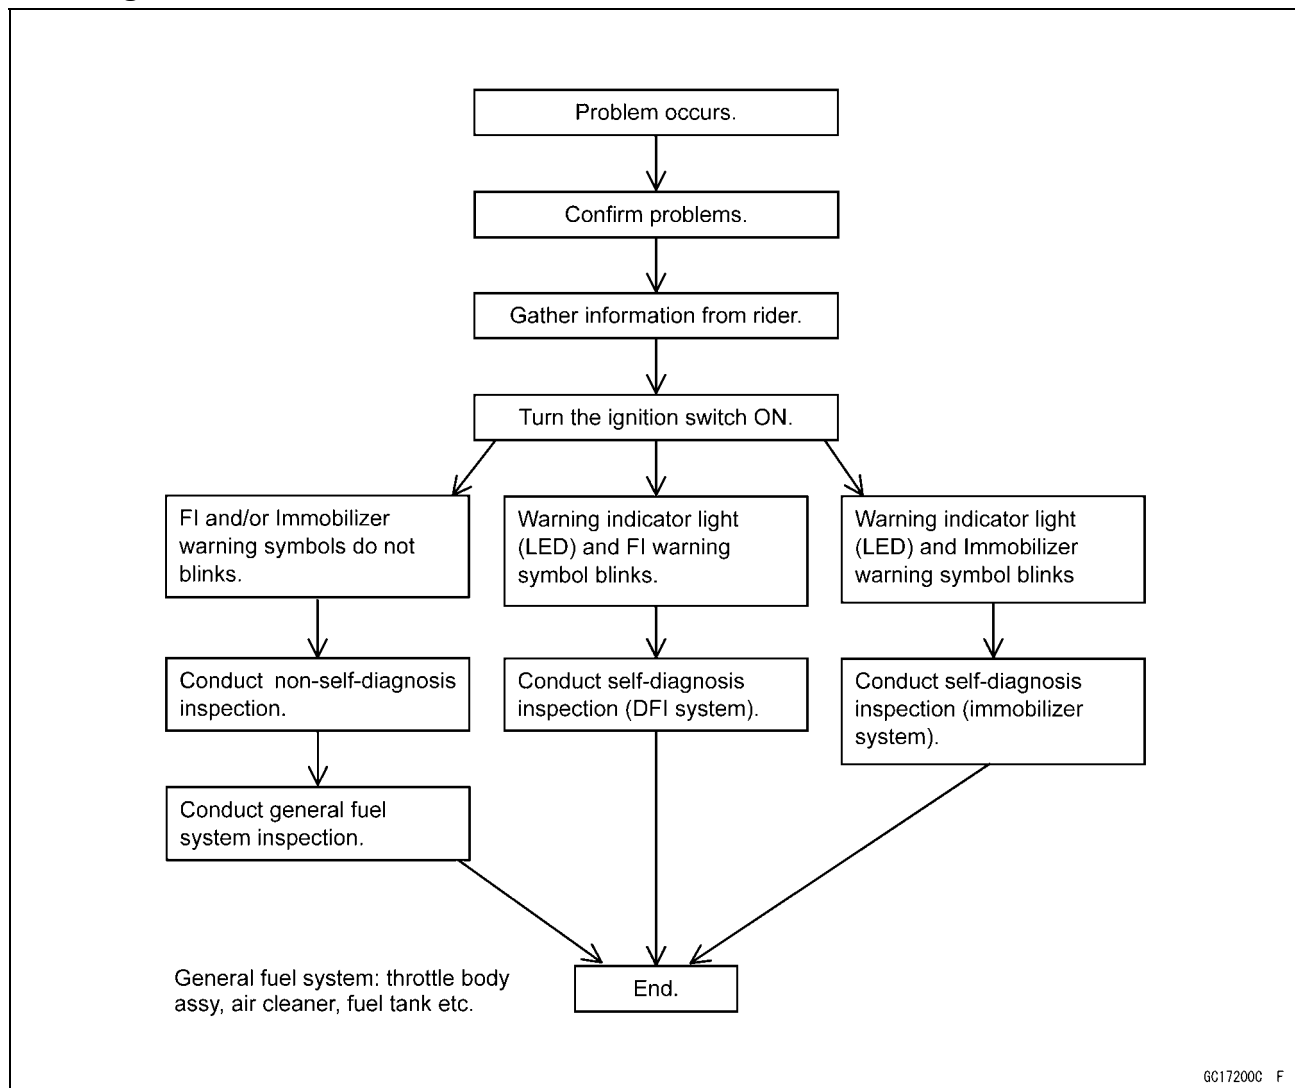 Problem occurs.
Confirm problems.
Gather information from rider.
Turn the ignition switch ON.
FI and/or Immobilizer
warning symbols do not
blinks.
Warning indicator light
(LED) and FI warning
symbol blinks.
Warning indicator light
(LED) and Immobilizer
warning symbol blinks
Conduct non-self-diagnosis
inspection.
Conduct self-diagnosis
inspection (DFI system).
Conduct self-diagnosis
inspection (immobilizer
system).
Conduct general fuel
system inspection.
General fuel system: throttle body
assy, air cleaner, fuel tank etc.
End.
GC17200C F